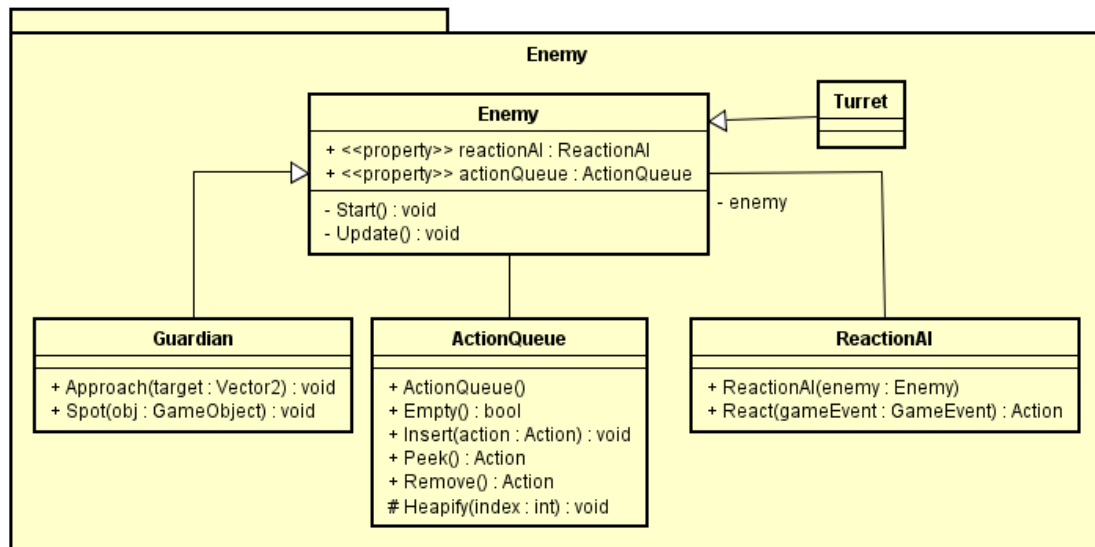 Enemy
Turret
Enemy
+ <<property>> reactionAI : ReactionAI
+ <<property>> actionQueue : ActionQueue
- enemy
- Start() : void
- Update() : void
Guardian
+ Approach(target : Vector2) : void
+ Spot(obj : GameObject) : void
ActionQueue
+ ActionQueue()
+ Empty() : bool
+ Insert(action : Action) : void
+ Peek() : Action
+ Remove() : Action
# Heapify(index : int) : void
ReactionAI
+ ReactionAI(enemy : Enemy)
+ React(gameEvent : GameEvent) : Action